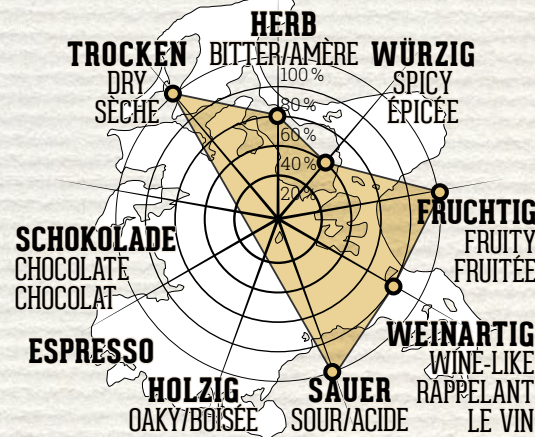 HERB
BITTER/AMÈRE
TROCKEN
DRY
SÈCHE
WÜRZIG
SPICY
ÉPICÉE
100%
80%
60%
40%
20%
FRUCHTIG
FRUITY
FRUITÉE
SCHOKOLADE
CHOCOLATE
CHOCOLAT
WEINARTIG
WINE-LIKE
RAPPELANT
LE VIN
ESPRESSO
HOLZIG
OAKY/BOISÉE
SAUER
SOUR/ACIDE